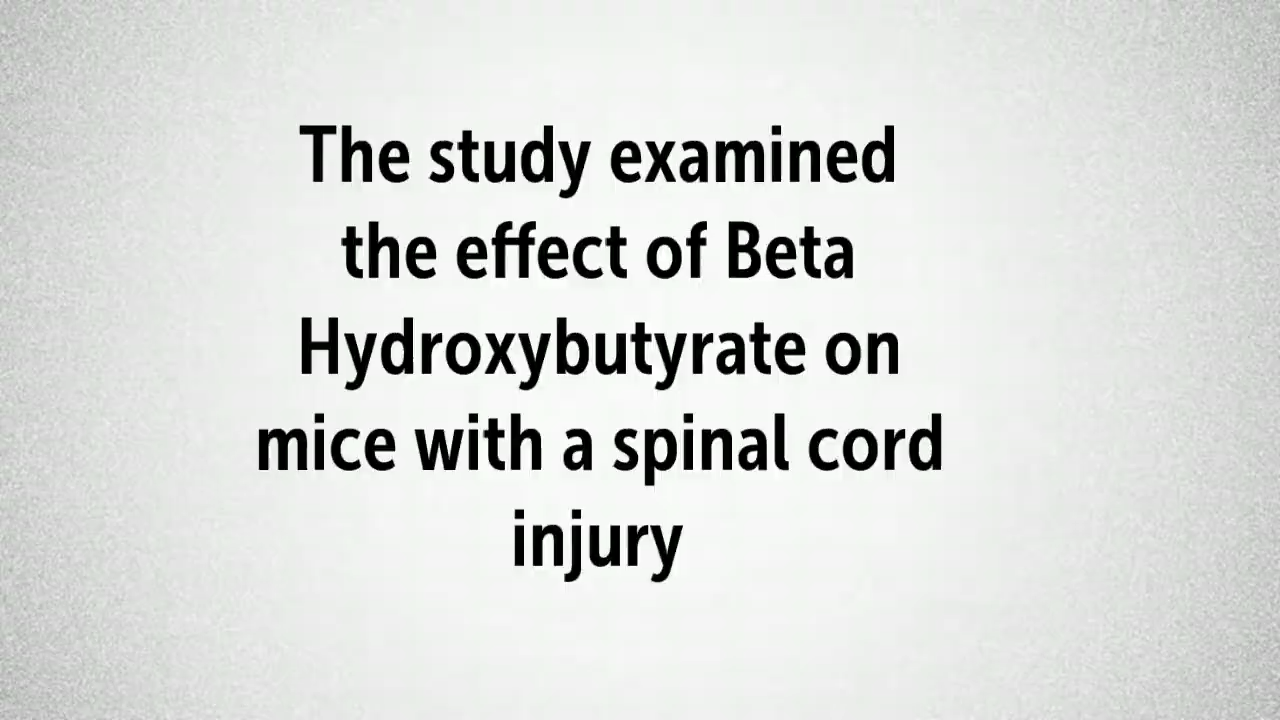 The study examined
the effect of Beta
Hydroxybutyrate on
mice with a spinal cord
injury